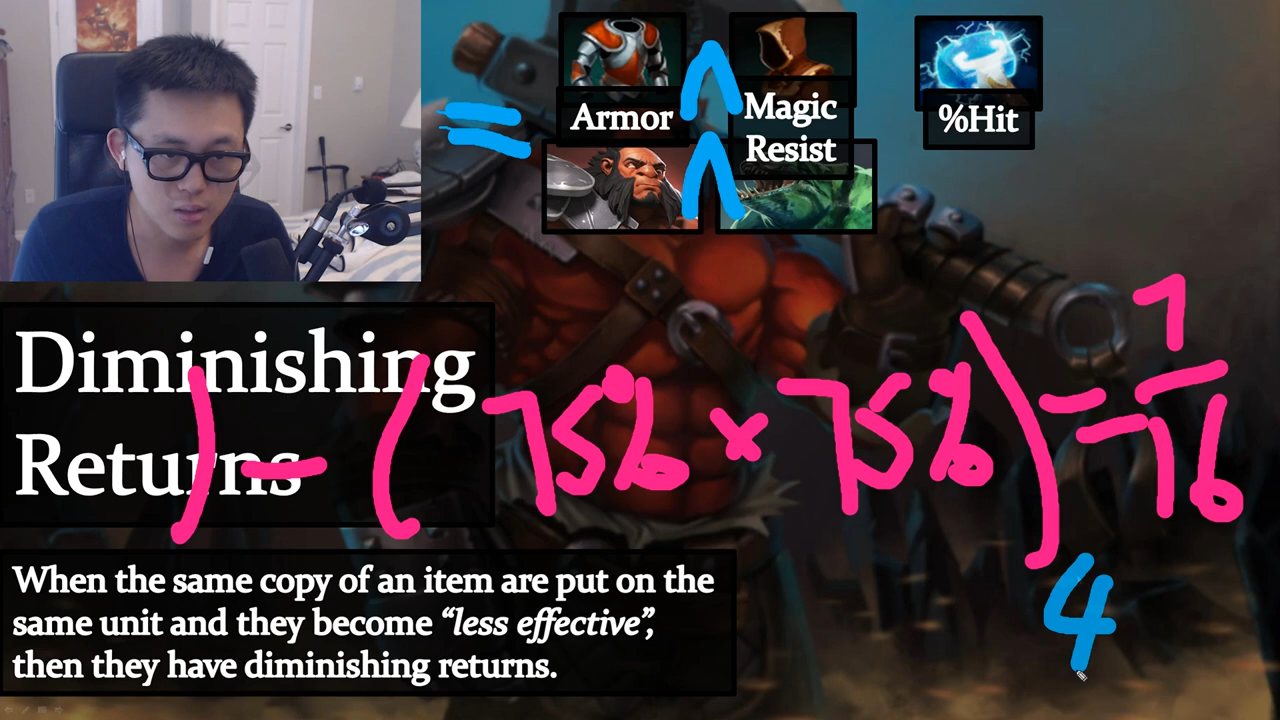 Armor
Magic
Resist
%Hit
Diminishing
Returns
) - ( 75% × 75% ) = 7/16
4
When the same copy of an item are put on the
same unit and they become “less effective”,
then they have diminishing returns.